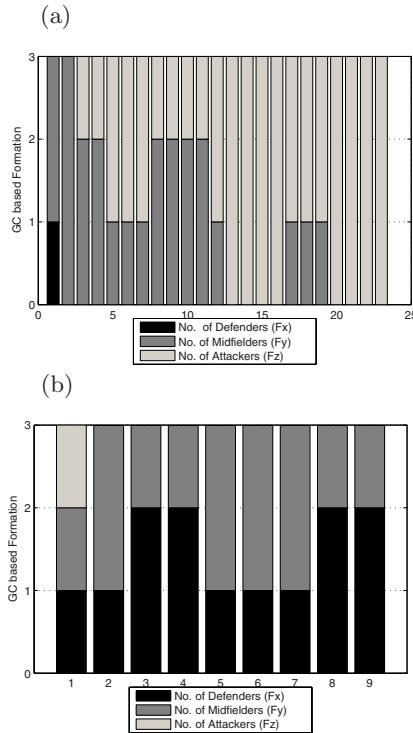 (a)
3
2
1
0
GC based Formation
0 5 10 15 20 25
No. of Defenders (Fx)
No. of Midfielders (Fy)
No. of Attackers (Fz)
(b)
3
2
1
0
GC based Formation
1 2 3 4 5 6 7 8 9
No. of Defenders (Fx)
No. of Midfielders (Fy)
No. of Attackers (Fz)